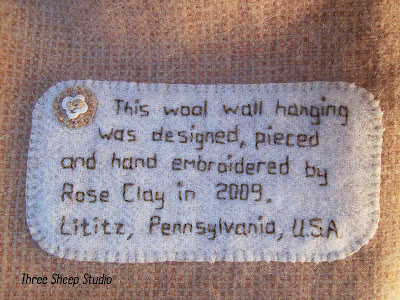 This wool wall hanging
was designed, pieced
and hand embroidered by
Rose Clay in 2009.
Lititz, Pennsylvania, U.S.A
Three Sheep Studio